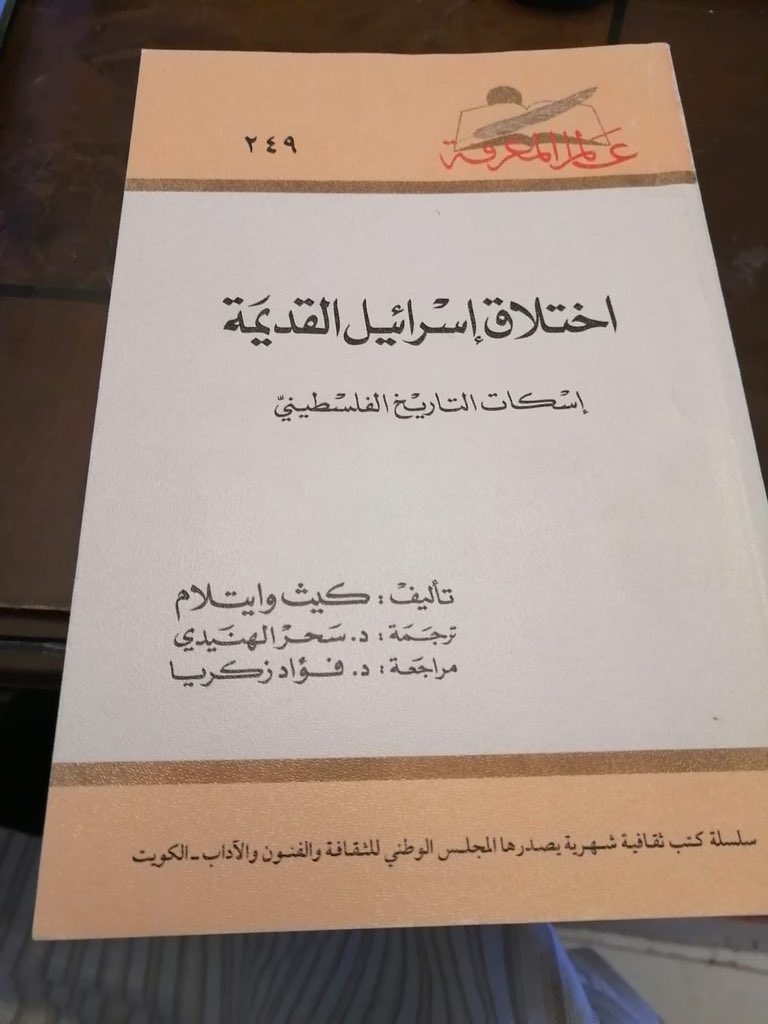 عالم المعرفة
٢٤٩
اختلاق إسرائيل القديمة
إسكات التاريخ الفلسطيني
تأليف: كيث وايتلام
ترجمة: د. سحر الهنيدي
مراجعة: د. فؤاد زكريا
سلسلة كتب ثقافية شهرية يصدرها المجلس الوطني للثقافة والفنون والآداب - الكويت